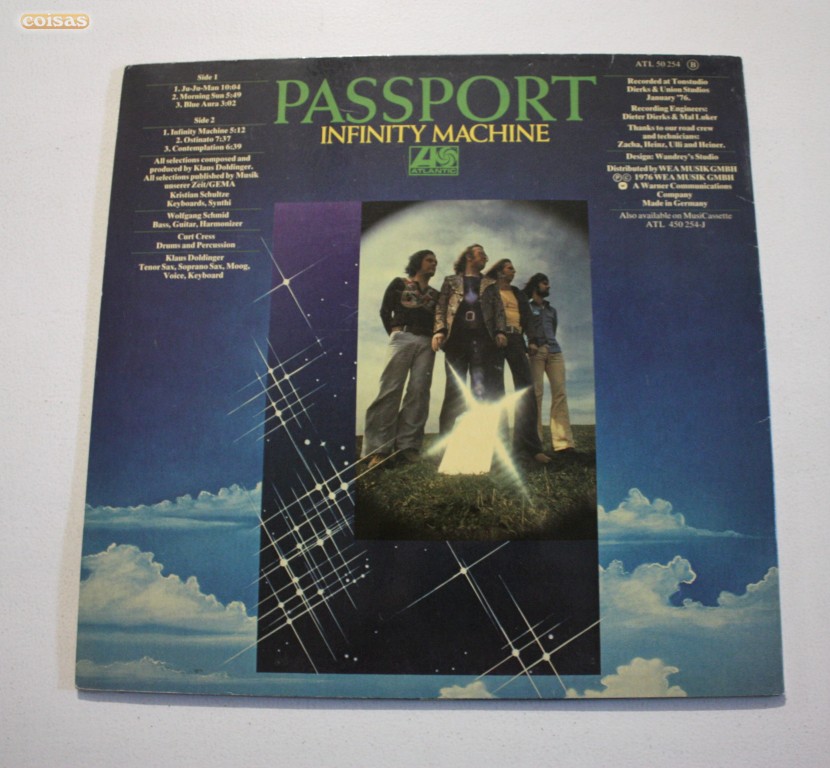 coisas
Side 1
1. Ju-Ju-Man 10:04
2. Morning Sun 5:49
3. Blue Aura 3:02
Side 2
1. Infinity Machine 5:12
2. Ostinato 7:37
3. Contemplation 6:39
All selections composed and
produced by Klaus Doldinger.
All selections published by Musik
unserer Zeit/GEMA
Kristian Schultze
Keyboards, Synthi
Wolfgang Schmid
Bass, Guitar, Harmonizer
Curt Cress
Drums and Percussion
Klaus Doldinger
Tenor Sax, Soprano Sax, Moog,
Voice, Keyboard
PASSPORT
INFINITY MACHINE
ATLANTIC
ATL 50 254 B
Recorded at Tonstudio
Dierks & Union Studios
January '76.
Recording Engineers:
Dieter Dierks & Mal Luker
Thanks to our road crew
and technicians:
Zacha, Heinz, Ulli and Heiner.
Design: Wandrey's Studio
Distributed by WEA MUSIK GMBH
℗ © 1976 WEA MUSIK GMBH
A Warner Communications
Company
Made in Germany
Also available on MusiCassette
ATL 450 254-J